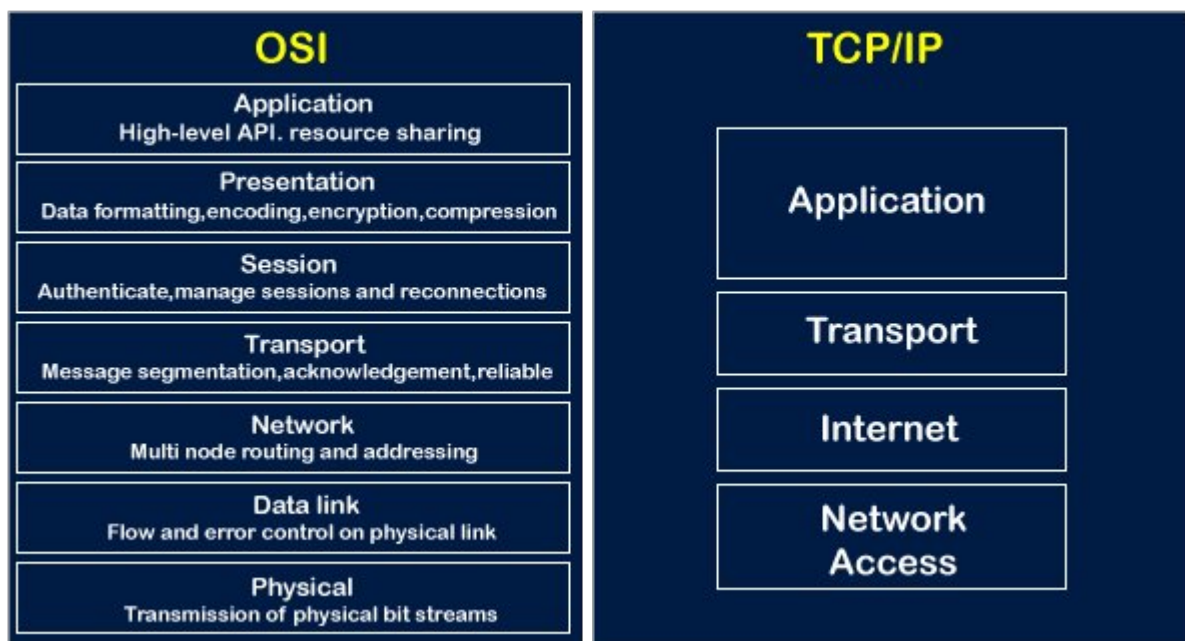 OSI
Application
High-level API. resource sharing
Presentation
Data formatting,encoding,encryption,compression
Session
Authenticate,manage sessions and reconnections
Transport
Message segmentation,acknowledgement,reliable
Network
Multi node routing and addressing
Data link
Flow and error control on physical link
Physical
Transmission of physical bit streams
TCP/IP
Application
Transport
Internet
Network
Access